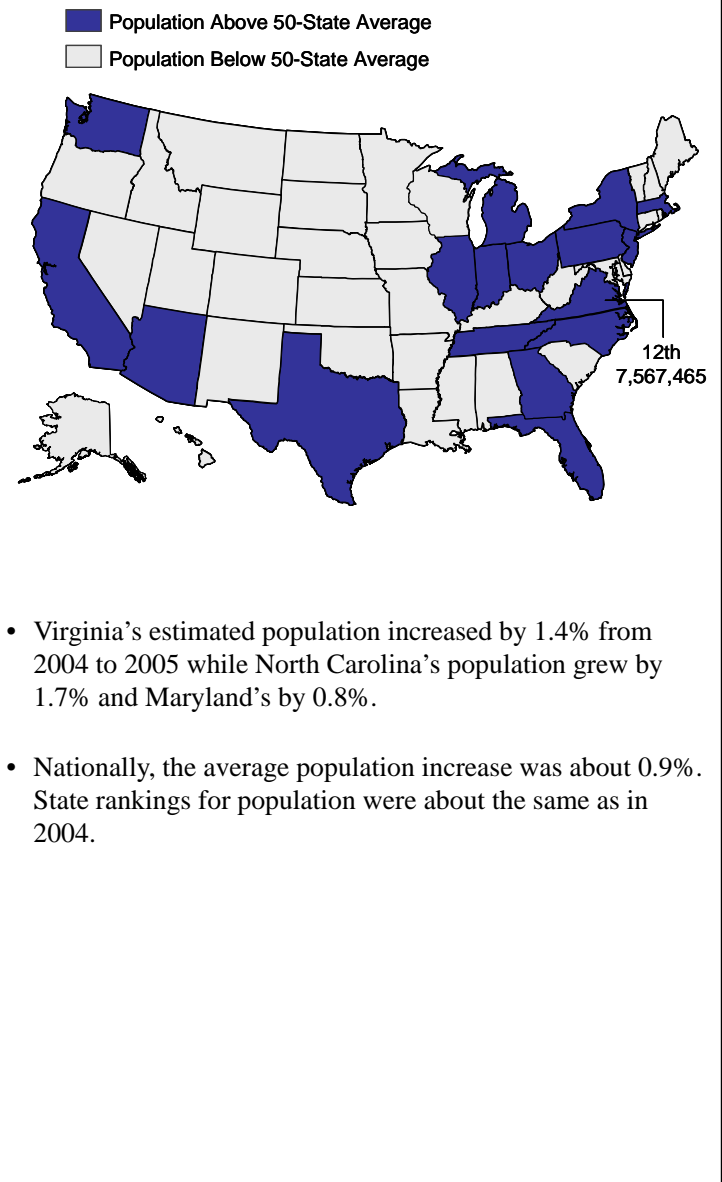 Population Above 50-State Average
Population Below 50-State Average
12th
7,567,465
• Virginia’s estimated population increased by 1.4% from
2004 to 2005 while North Carolina’s population grew by
1.7% and Maryland’s by 0.8%.
• Nationally, the average population increase was about 0.9%.
State rankings for population were about the same as in
2004.